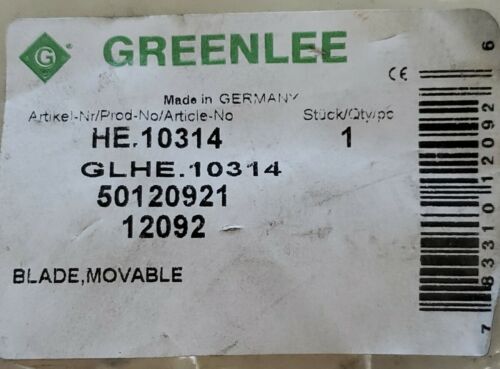 G GREENLEE
CE
Made in GERMANY
Artikel-Nr/Prod-No/Article-No Stück/Qty/pc
HE.10314 1
GLHE.10314
50120921
12092
BLADE,MOVABLE
7 83310 12092 6